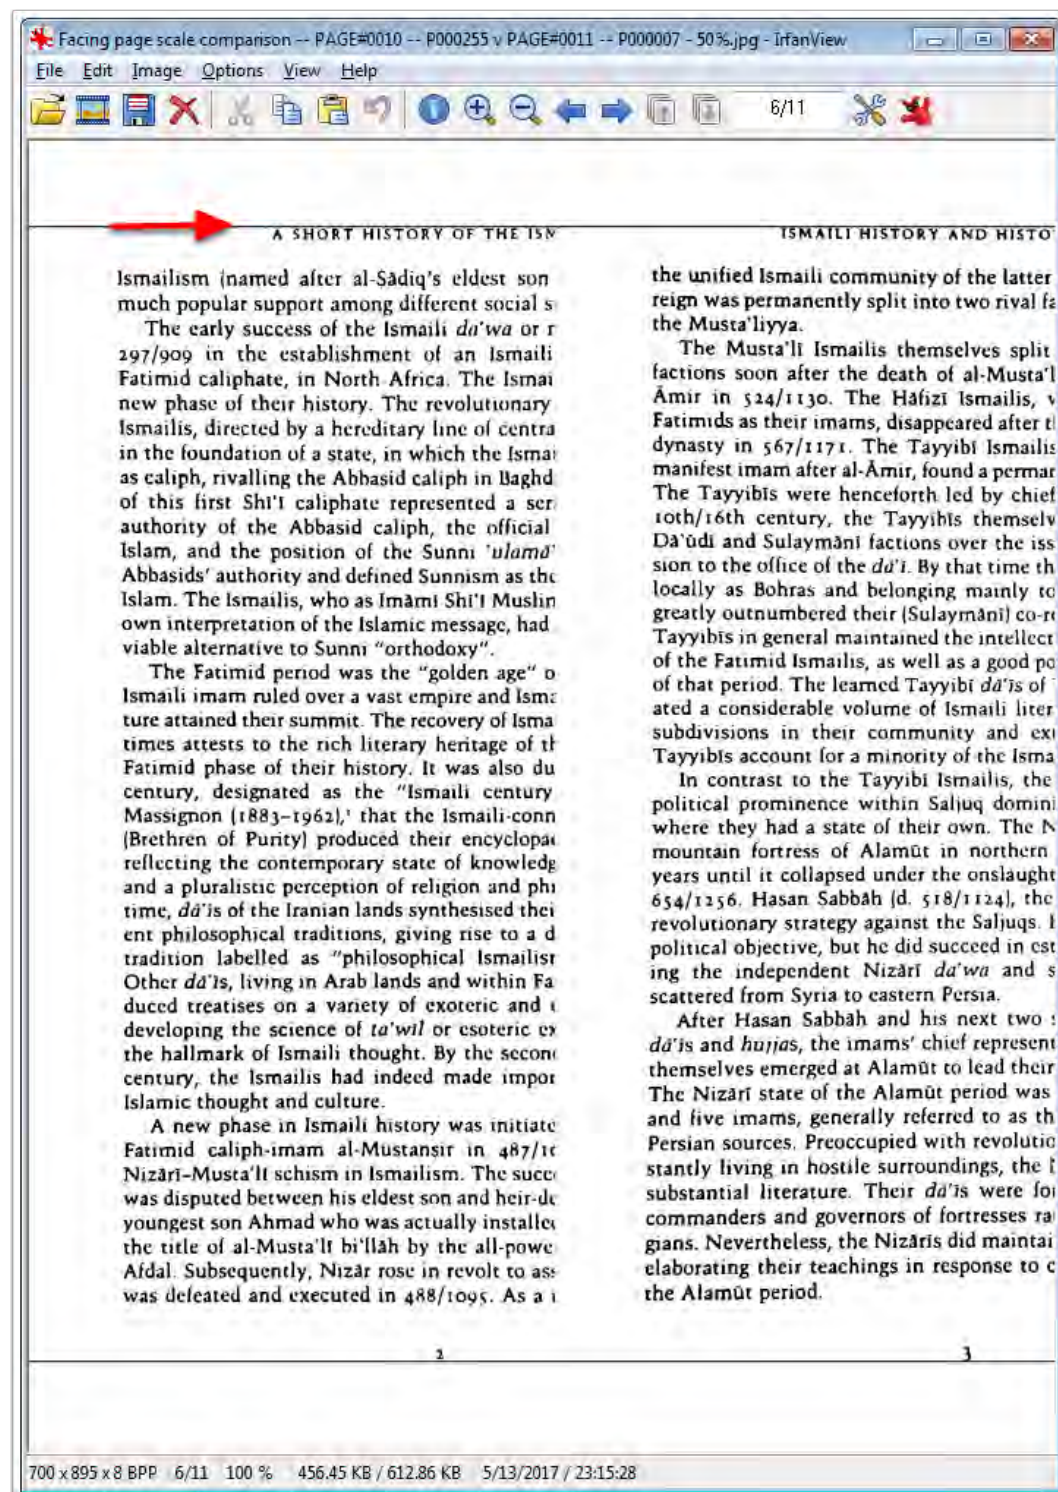 Facing page scale comparison -- PAGE#0010 -- P000255 v PAGE#0011 -- P000007 - 50%.jpg - IrfanView
File Edit Image Options View Help
6/11
A SHORT HISTORY OF THE ISM
Ismailism (named after al-Ṣādiq's eldest son
much popular support among different social s
The early success of the Ismaili da'wa or r
297/909 in the establishment of an Ismaili
Fatimid caliphate, in North Africa. The Ismai
new phase of their history. The revolutionary
Ismailis, directed by a hereditary line of centra
in the foundation of a state, in which the Ismai
as caliph, rivalling the Abbasid caliph in Baghd
of this first Shi'i caliphate represented a ser
authority of the Abbasid caliph, the official
Islam, and the position of the Sunni 'ulamā'
Abbasids' authority and defined Sunnism as the
Islam. The Ismailis, who as Imāmī Shi'i Muslin
own interpretation of the Islamic message, had
viable alternative to Sunni "orthodoxy".
The Fatimid period was the "golden age" o
Ismaili imam ruled over a vast empire and Isma
ture attained their summit. The recovery of Isma
times attests to the rich literary heritage of th
Fatimid phase of their history. It was also du
century, designated as the "Ismaili century
Massignon (1883–1962),¹ that the Ismaili-conn
(Brethren of Purity) produced their encyclopae
reflecting the contemporary state of knowledg
and a pluralistic perception of religion and phi
time, dā'īs of the Iranian lands synthesised thei
ent philosophical traditions, giving rise to a d
tradition labelled as "philosophical Ismailisr
Other dā'īs, living in Arab lands and within Fa
duced treatises on a variety of exoteric and e
developing the science of ta'wīl or esoteric ex
the hallmark of Ismaili thought. By the secon
century, the Ismailis had indeed made impor
Islamic thought and culture.
A new phase in Ismaili history was initiate
Fatimid caliph-imam al-Mustanṣir in 487/10
Nizārī–Musta'lī schism in Ismailism. The succe
was disputed between his eldest son and heir-de
youngest son Ahmad who was actually installe
the title of al-Musta'lī bi'llāh by the all-powe
Afdal. Subsequently, Nizār rose in revolt to as
was defeated and executed in 488/1095. As a
2
ISMAILI HISTORY AND HISTO
the unified Ismaili community of the latter
reign was permanently split into two rival fa
the Musta'liyya.
The Musta'lī Ismailis themselves split
factions soon after the death of al-Musta'l
Āmir in 524/1130. The Ḥāfiẓī Ismailis, w
Fatimids as their imams, disappeared after t
dynasty in 567/1171. The Tayyibī Ismailis
manifest imam after al-Āmir, found a perman
The Tayyibīs were henceforth led by chief
10th/16th century, the Tayyibīs themselv
Dā'ūdī and Sulaymānī factions over the iss
sion to the office of the dā'ī. By that time th
locally as Bohras and belonging mainly to
greatly outnumbered their (Sulaymānī) co-re
Tayyibīs in general maintained the intellect
of the Fatimid Ismailis, as well as a good po
of that period. The learned Tayyibī dā'īs of
ated a considerable volume of Ismaili liter
subdivisions in their community and exi
Tayyibīs account for a minority of the Isma
In contrast to the Tayyibī Ismailis, the
political prominence within Saljuq domini
where they had a state of their own. The N
mountain fortress of Alamūt in northern
years until it collapsed under the onslaught
654/1256. Hasan Sabbāh (d. 518/1124), the
revolutionary strategy against the Saljuqs.
political objective, but he did succeed in est
ing the independent Nizārī da'wa and s
scattered from Syria to eastern Persia.
After Hasan Sabbāh and his next two
dā'īs and hujjas, the imams' chief represent
themselves emerged at Alamūt to lead their
The Nizārī state of the Alamūt period was
and five imams, generally referred to as th
Persian sources. Preoccupied with revolutio
stantly living in hostile surroundings, the
substantial literature. Their dā'īs were for
commanders and governors of fortresses ra
gians. Nevertheless, the Nizārīs did maintai
elaborating their teachings in response to c
the Alamūt period.
3
700 x 895 x 8 BPP 6/11 100 % 456.45 KB / 612.86 KB 5/13/2017 / 23:15:28